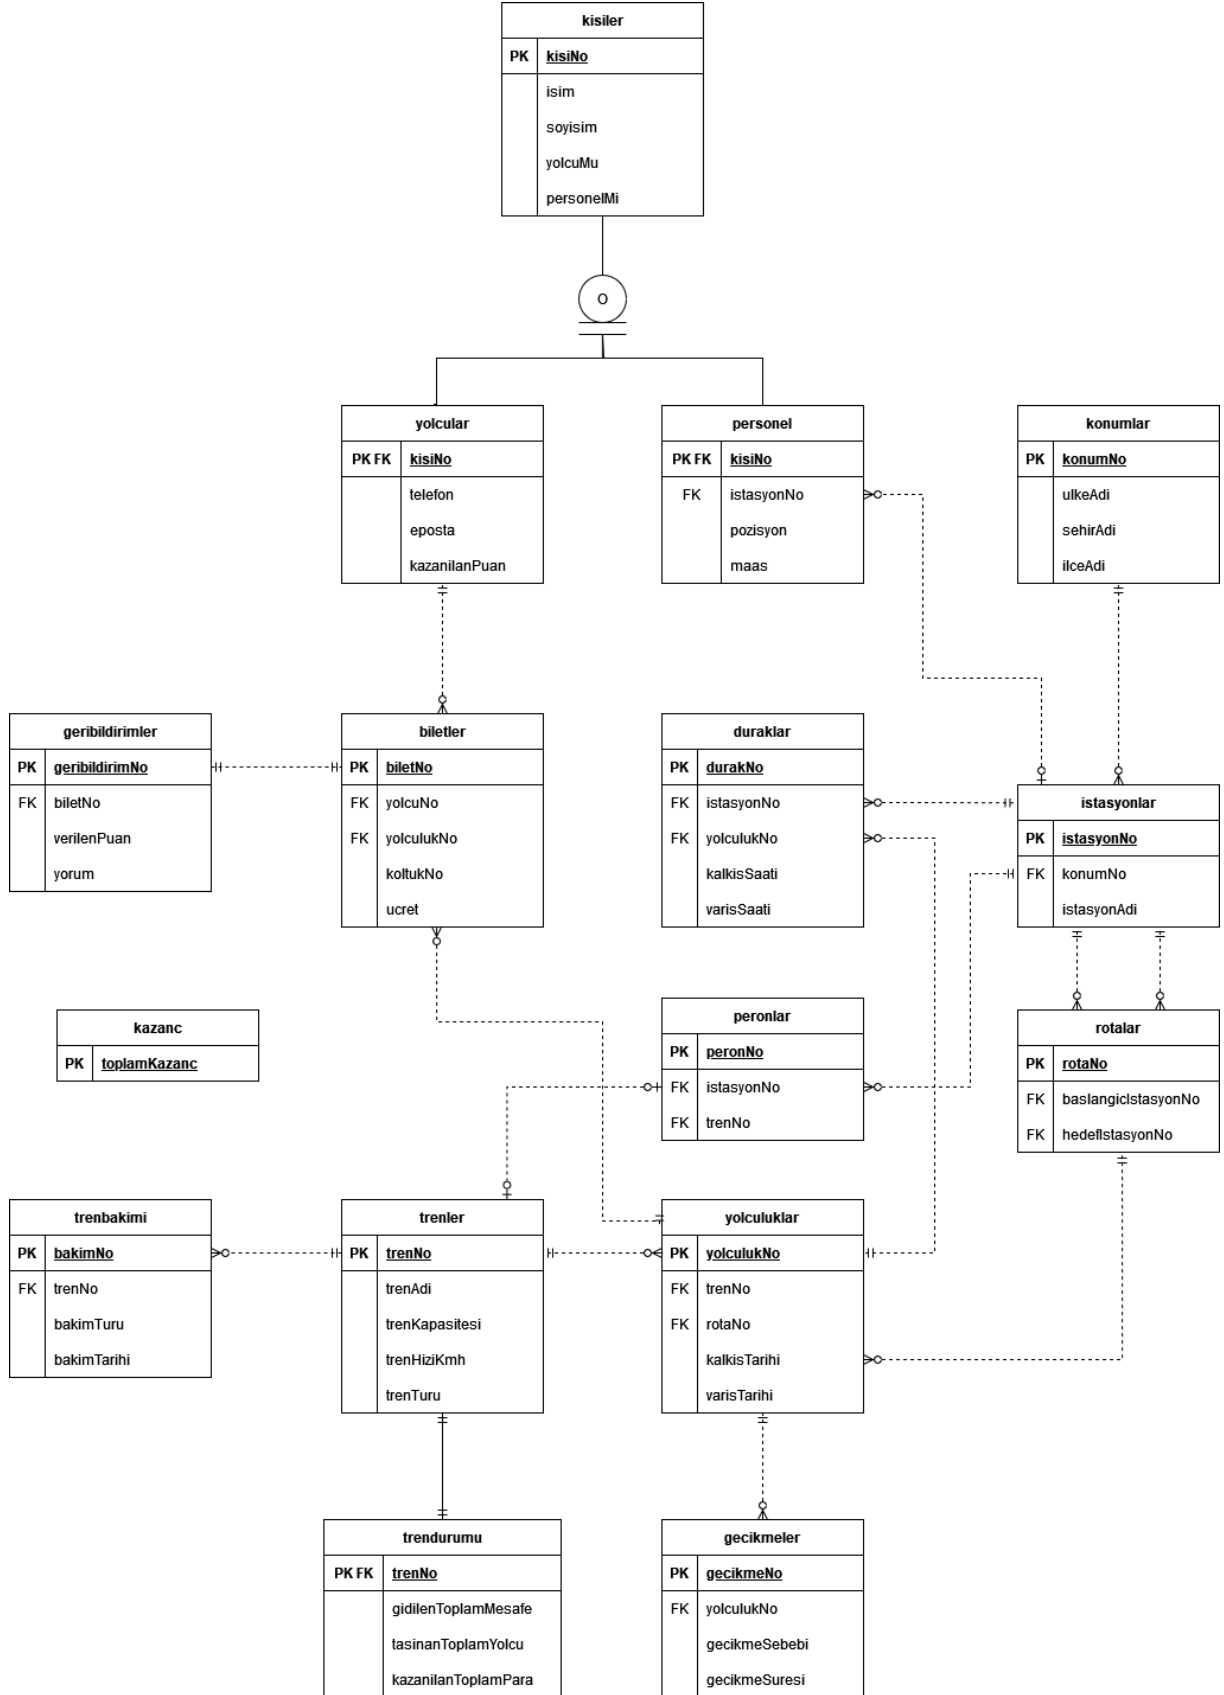 kisiler
PK kisiNo
isim
soyisim
yolcuMu
personelMi
O
yolcular
PK FK kisiNo
telefon
eposta
kazanilanPuan
personel
PK FK kisiNo
FK istasyonNo
pozisyon
maas
konumlar
PK konumNo
ulkeAdi
sehirAdi
ilceAdi
geribildirimler
PK geribildirimNo
FK biletNo
verilenPuan
yorum
biletler
PK biletNo
FK yolcuNo
FK yolculukNo
koltukNo
ucret
duraklar
PK durakNo
FK istasyonNo
FK yolculukNo
kalkisSaati
varisSaati
istasyonlar
PK istasyonNo
FK konumNo
istasyonAdi
kazanc
PK toplamKazanc
peronlar
PK peronNo
FK istasyonNo
FK trenNo
rotalar
PK rotaNo
FK baslangicIstasyonNo
FK hedefIstasyonNo
trenbakimi
PK bakimNo
FK trenNo
bakimTuru
bakimTarihi
trenler
PK trenNo
trenAdi
trenKapasitesi
trenHiziKmh
trenTuru
yolculuklar
PK yolculukNo
FK trenNo
FK rotaNo
kalkisTarihi
varisTarihi
trendurumu
PK FK trenNo
gidilenToplamMesafe
tasinanToplamYolcu
kazanilanToplamPara
gecikmeler
PK gecikmeNo
FK yolculukNo
gecikmeSebebi
gecikmeSuresi